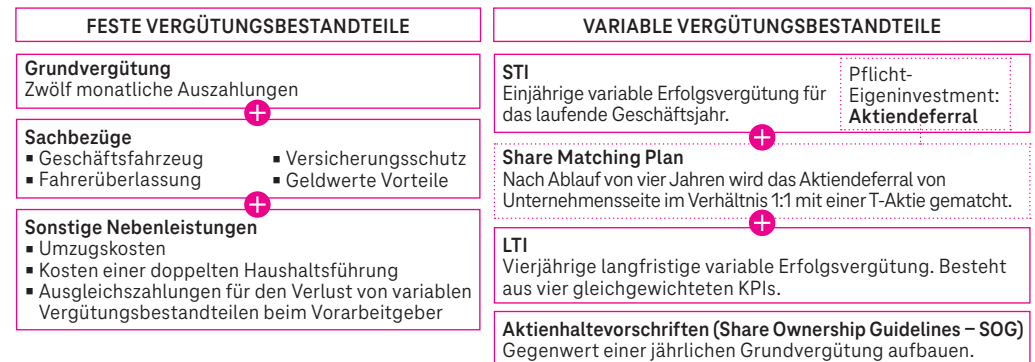 FESTE VERGÜTUNGSBESTANDTEILE
Grundvergütung
Zwölf monatliche Auszahlungen
+
Sachbezüge
▪ Geschäftsfahrzeug
▪ Fahrerüberlassung
▪ Versicherungsschutz
▪ Geldwerte Vorteile
+
Sonstige Nebenleistungen
▪ Umzugskosten
▪ Kosten einer doppelten Haushaltsführung
▪ Ausgleichszahlungen für den Verlust von variablen
Vergütungsbestandteilen beim Vorarbeitgeber
VARIABLE VERGÜTUNGSBESTANDTEILE
STI
Einjährige variable Erfolgsvergütung für
das laufende Geschäftsjahr.
Pflicht-
Eigeninvestment:
Aktiendeferral
+
Share Matching Plan
Nach Ablauf von vier Jahren wird das Aktiendeferral von
Unternehmensseite im Verhältnis 1:1 mit einer T-Aktie gematcht.
+
LTI
Vierjährige langfristige variable Erfolgsvergütung. Besteht
aus vier gleichgewichteten KPIs.
Aktienhaltevorschriften (Share Ownership Guidelines – SOG)
Gegenwert einer jährlichen Grundvergütung aufbauen.